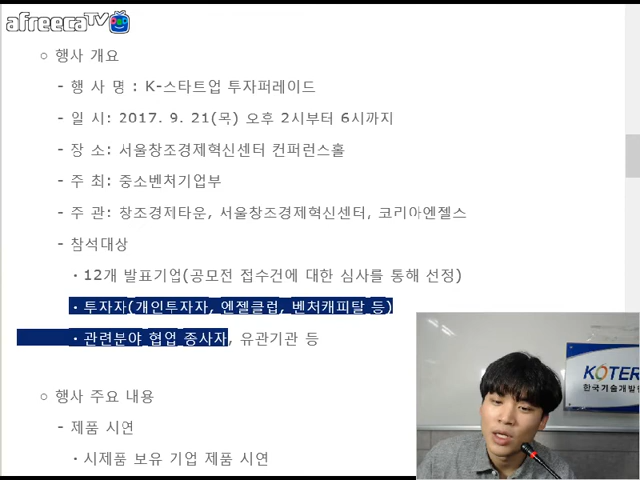 afreecaTV
○ 행사 개요
- 행 사 명 : K-스타트업 투자퍼레이드
- 일 시: 2017. 9. 21(목) 오후 2시부터 6시까지
- 장 소: 서울창조경제혁신센터 컨퍼런스홀
- 주 최: 중소벤처기업부
- 주 관: 창조경제타운, 서울창조경제혁신센터, 코리아엔젤스
- 참석대상
· 12개 발표기업(공모전 접수건에 대한 심사를 통해 선정)
· 투자자(개인투자자, 엔젤클럽, 벤처캐피탈 등)
· 관련분야 협업 종사자, 유관기관 등
KOTER
한국기술개발
○ 행사 주요 내용
- 제품 시연
· 시제품 보유 기업 제품 시연